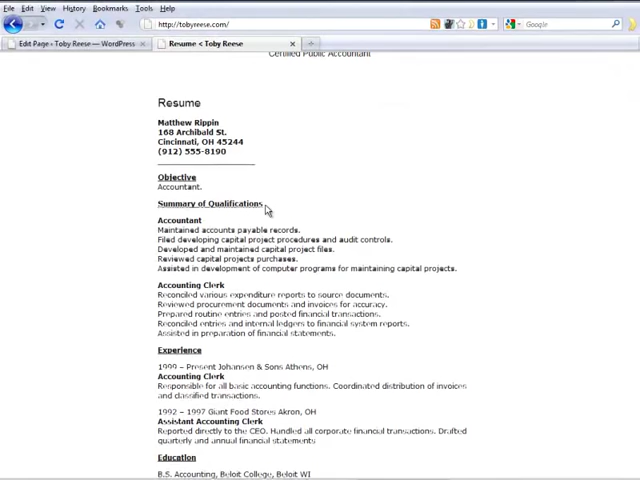 File Edit View History Bookmarks Tools Help
http://tobyreese.com/
Google
Edit Page ‹ Toby Reese — WordPress
Resume < Toby Reese
Certified Public Accountant
Resume
Matthew Rippin
168 Archibald St.
Cincinnati, OH 45244
(912) 555-8190
Objective
Accountant.
Summary of Qualifications
Accountant
Maintained accounts payable records.
Filed developing capital project procedures and audit controls.
Developed and maintained capital project files.
Reviewed capital projects purchases.
Assisted in development of computer programs for maintaining capital projects.
Accounting Clerk
Reconciled various expenditure reports to source documents.
Reviewed procurement documents and invoices for accuracy.
Prepared routine entries and posted financial transactions.
Reconciled entries and internal ledgers to financial system reports.
Assisted in preparation of financial statements.
Experience
1999 – Present Johansen & Sons Athens, OH
Accounting Clerk
Responsible for all basic accounting functions. Coordinated distribution of invoices
and classified transactions.
1992 – 1997 Giant Food Stores Akron, OH
Assistant Accounting Clerk
Reported directly to the CEO. Handled all corporate financial transactions. Drafted
quarterly and annual financial statements
Education
B.S. Accounting, Beloit College, Beloit WI